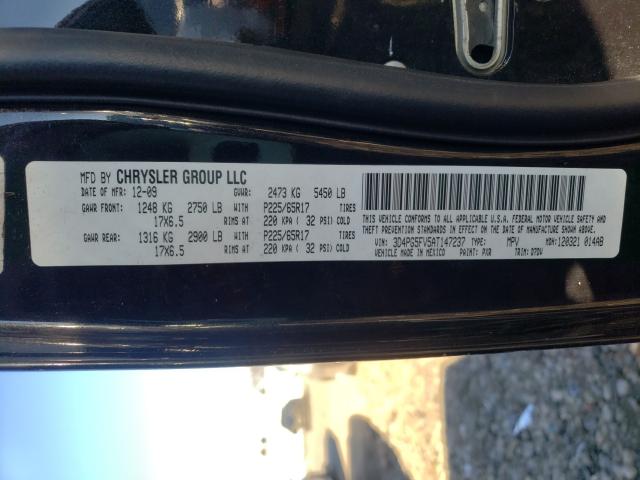 MFD BY CHRYSLER GROUP LLC
DATE OF MFR: 12-09 GVWR: 2473 KG 5450 LB
GAWR FRONT: 1248 KG 2750 LB WITH P225/65R17 TIRES
17X6.5 RIMS AT 220 KPA ( 32 PSI) COLD
GAWR REAR: 1316 KG 2900 LB WITH P225/65R17 TIRES
17X6.5 RIMS AT 220 KPA ( 32 PSI) COLD
THIS VEHICLE CONFORMS TO ALL APPLICABLE U.S.A. FEDERAL MOTOR VEHICLE SAFETY AND
THEFT PREVENTION STANDARDS IN EFFECT ON THE DATE OF MANUFACTURE SHOWN ABOVE.
VIN: 3D4PG5FV5AT147237 TYPE: MPV MDH:120321 014AB
VEHICLE MADE IN MEXICO PAINT: PXR TRIM: D7DV